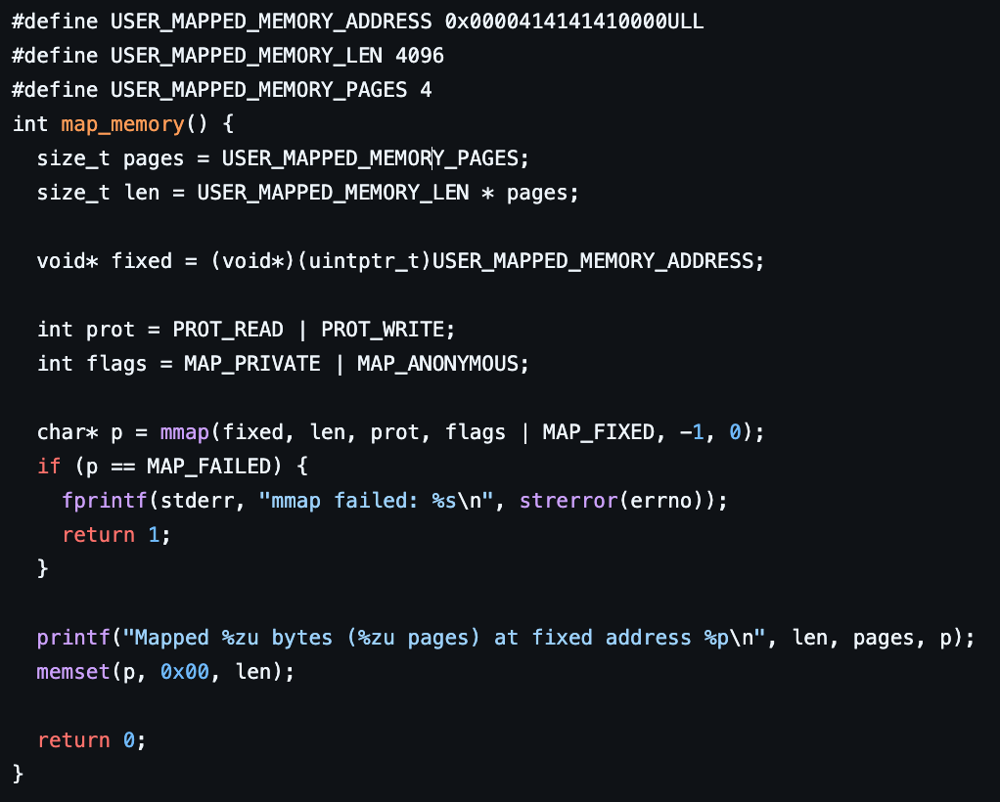 #define USER_MAPPED_MEMORY_ADDRESS 0x0000414141410000ULL
#define USER_MAPPED_MEMORY_LEN 4096
#define USER_MAPPED_MEMORY_PAGES 4
int map_memory() {
  size_t pages = USER_MAPPED_MEMORY_PAGES;
  size_t len = USER_MAPPED_MEMORY_LEN * pages;

  void* fixed = (void*)(uintptr_t)USER_MAPPED_MEMORY_ADDRESS;

  int prot = PROT_READ | PROT_WRITE;
  int flags = MAP_PRIVATE | MAP_ANONYMOUS;

  char* p = mmap(fixed, len, prot, flags | MAP_FIXED, -1, 0);
  if (p == MAP_FAILED) {
    fprintf(stderr, "mmap failed: %s\n", strerror(errno));
    return 1;
  }

  printf("Mapped %zu bytes (%zu pages) at fixed address %p\n", len, pages, p);
  memset(p, 0x00, len);

  return 0;
}